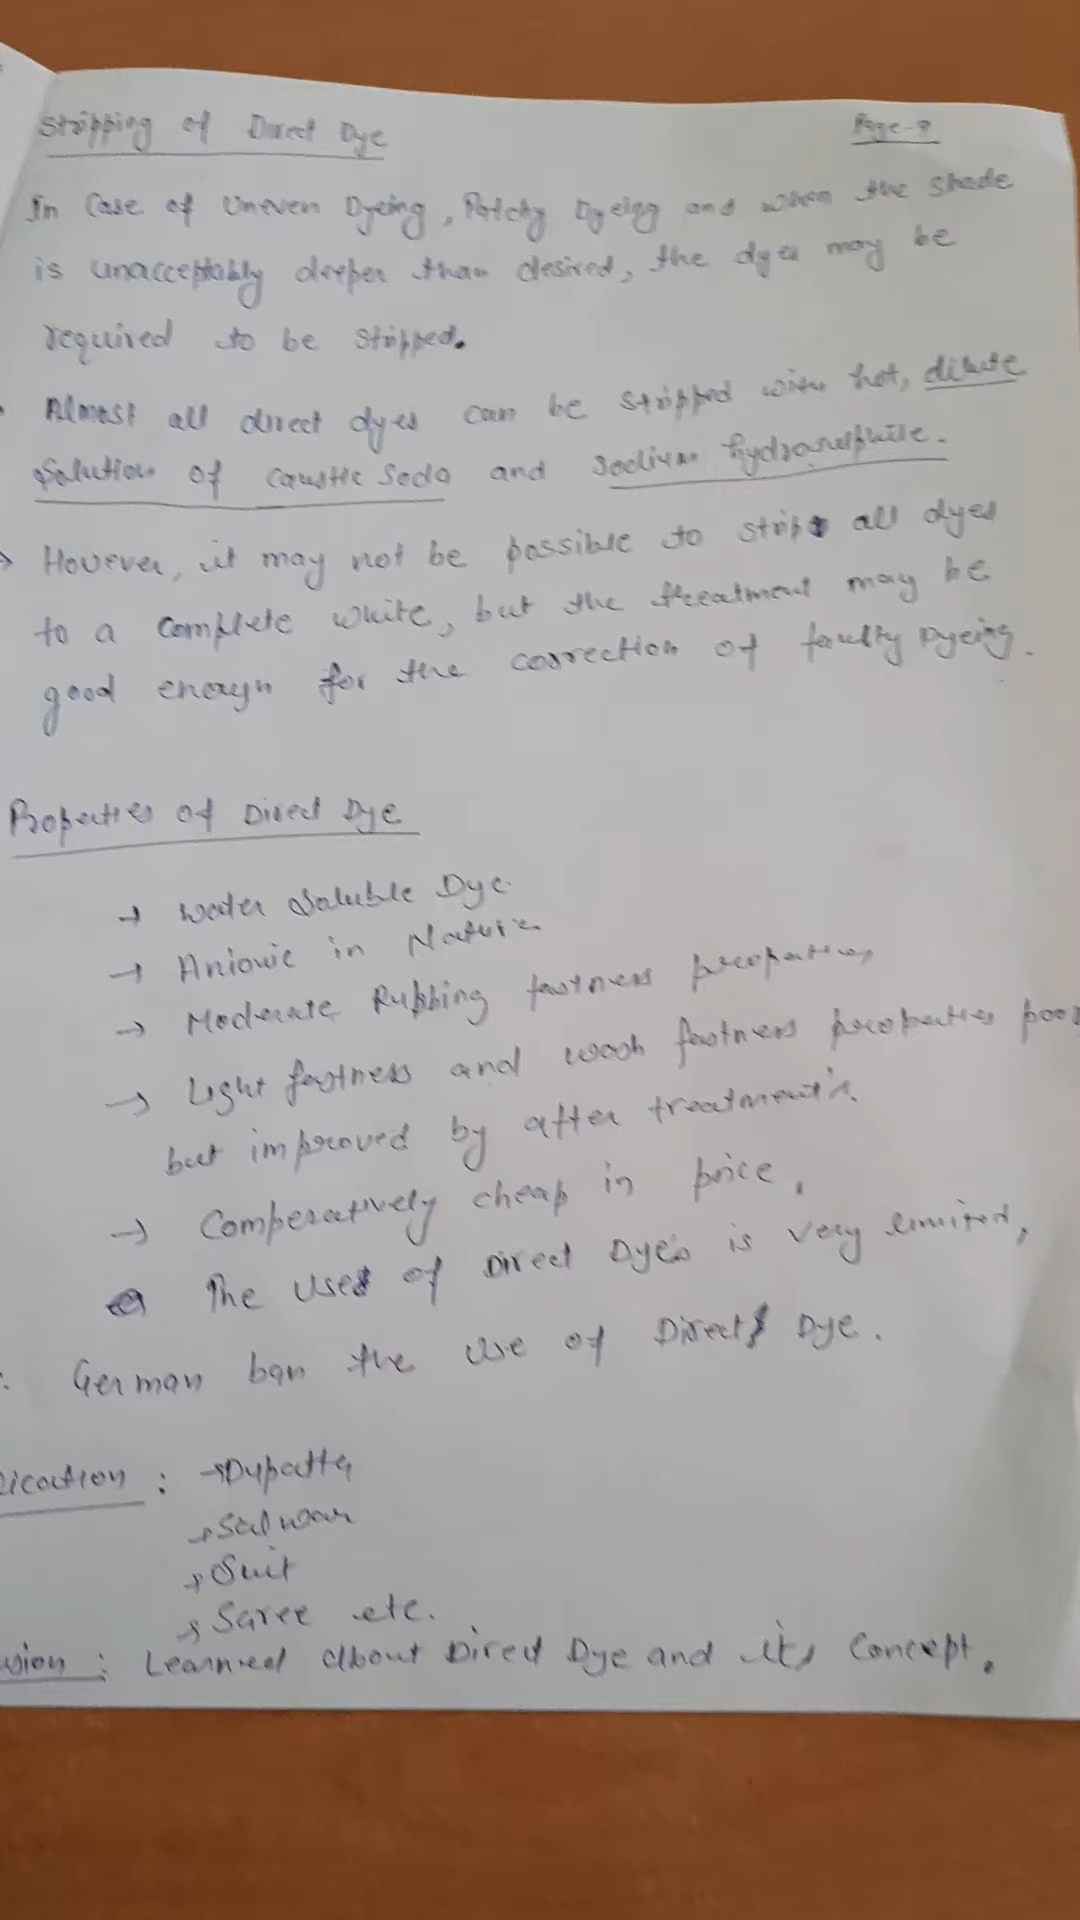 Stripping of Direct Dye
Page-9
In Case of Uneven Dyeing, Patchy Dyeing and when the shade
is unacceptably deeper than desired, the dyes may be
required to be stripped.
Almost all direct dyes can be stripped with hot, dilute
Solution of Caustic Soda and Sodium hydrosulphite.
→ However, it may not be possible to strip all dyes
to a complete white, but the treatment may be
good enough for the correction of faulty Dyeing.
Properties of Direct Dye
→ Water Soluble Dye.
→ Anionic in Nature
→ Moderate Rubbing fastness properties
→ Light fastness and wash fastness properties poor
but improved by after treatment's.
→ Comperatively cheap in price.
The Uses of Direct Dye's is very limited,
German ban the use of Direct Dye.
lication : → Dupatta
→ Salwar
→ Suit
→ Saree etc.
usion : Learned about Direct Dye and its Concept.